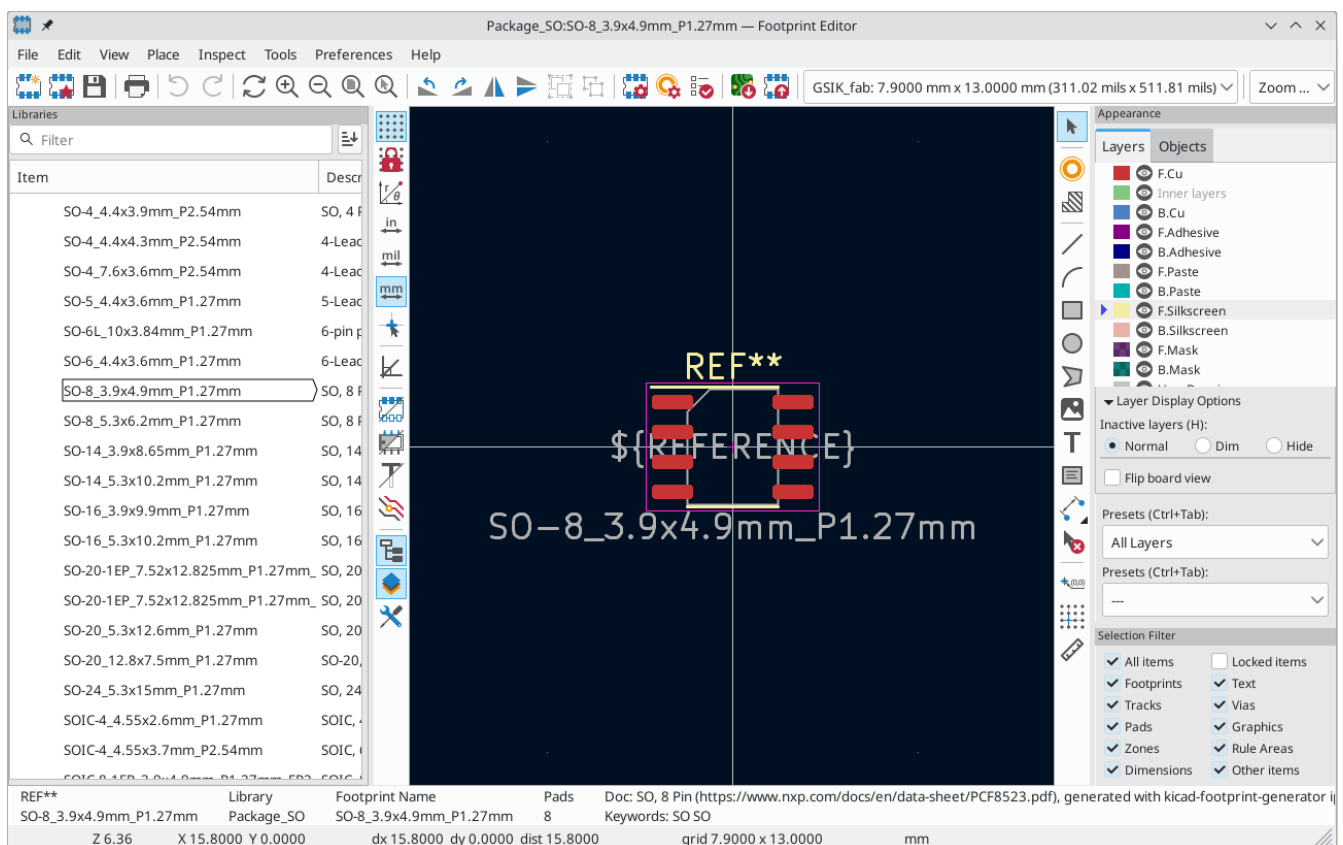 Package_SO:SO-8_3.9x4.9mm_P1.27mm — Footprint Editor
File Edit View Place Inspect Tools Preferences Help
GSIK_fab: 7.9000 mm x 13.0000 mm (311.02 mils x 511.81 mils) Zoom ...
Libraries
Filter
Item Descr
SO-4_4.4x3.9mm_P2.54mm SO, 4 P
SO-4_4.4x4.3mm_P2.54mm 4-Lead
SO-4_7.6x3.6mm_P2.54mm 4-Lead
SO-5_4.4x3.6mm_P1.27mm 5-Lead
SO-6L_10x3.84mm_P1.27mm 6-pin p
SO-6_4.4x3.6mm_P1.27mm 6-Lead
SO-8_3.9x4.9mm_P1.27mm SO, 8 P
SO-8_5.3x6.2mm_P1.27mm SO, 8 P
SO-14_3.9x8.65mm_P1.27mm SO, 14
SO-14_5.3x10.2mm_P1.27mm SO, 14
SO-16_3.9x9.9mm_P1.27mm SO, 16
SO-16_5.3x10.2mm_P1.27mm SO, 16
SO-20-1EP_7.52x12.825mm_P1.27mm_ SO, 20
SO-20-1EP_7.52x12.825mm_P1.27mm_ SO, 20
SO-20_5.3x12.6mm_P1.27mm SO, 20
SO-20_12.8x7.5mm_P1.27mm SO-20,
SO-24_5.3x15mm_P1.27mm SO, 24
SOIC-4_4.55x2.6mm_P1.27mm SOIC,
SOIC-4_4.55x3.7mm_P2.54mm SOIC,
in
mil
mm
REF**
${REFERENCE}
SO-8_3.9x4.9mm_P1.27mm
(0,0)
Appearance
Layers Objects
F.Cu
Inner layers
B.Cu
F.Adhesive
B.Adhesive
F.Paste
B.Paste
F.Silkscreen
B.Silkscreen
F.Mask
B.Mask
Layer Display Options
Inactive layers (H):
Normal Dim Hide
Flip board view
Presets (Ctrl+Tab):
All Layers
Presets (Ctrl+Tab):
---
Selection Filter
All items Locked items
Footprints Text
Tracks Vias
Pads Graphics
Zones Rule Areas
Dimensions Other items
REF** Library Footprint Name Pads Doc: SO, 8 Pin (https://www.nxp.com/docs/en/data-sheet/PCF8523.pdf), generated with kicad-footprint-generator
SO-8_3.9x4.9mm_P1.27mm Package_SO SO-8_3.9x4.9mm_P1.27mm 8 Keywords: SO SO
Z 6.36 X 15.8000 Y 0.0000 dx 15.8000 dy 0.0000 dist 15.8000 grid 7.9000 x 13.0000 mm